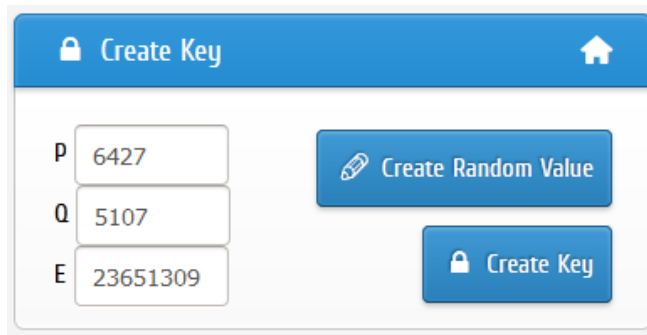 Create Key
P 6427
Create Random Value
Q 5107
E 23651309
Create Key